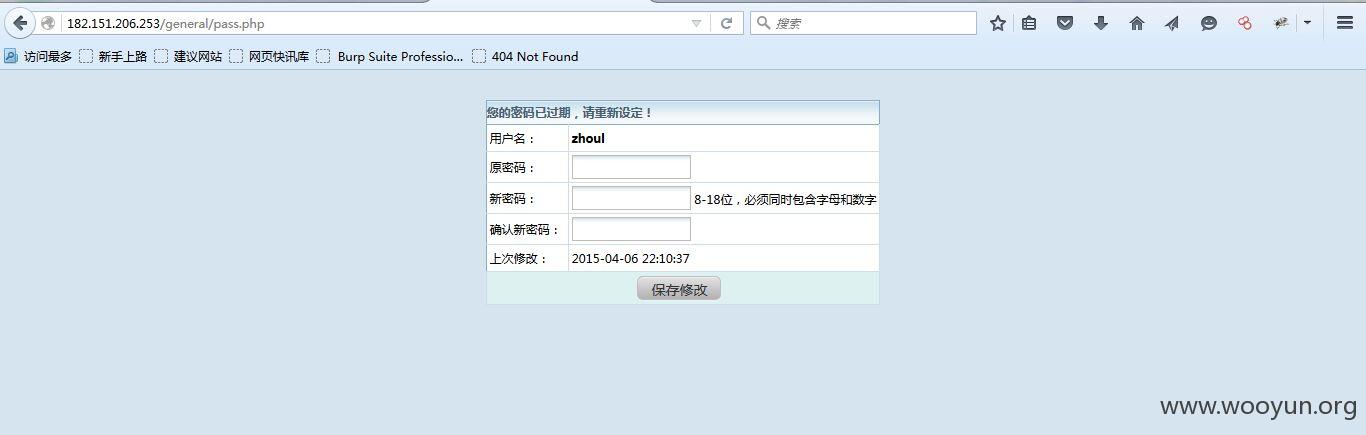 182.151.206.253/general/pass.php
搜索
访问最多 新手上路 建议网站 网页快讯库 Burp Suite Professio... 404 Not Found
您的密码已过期，请重新设定！
用户名： zhoul
原密码：
新密码： 8-18位，必须同时包含字母和数字
确认新密码：
上次修改： 2015-04-06 22:10:37
保存修改
www.wooyun.org